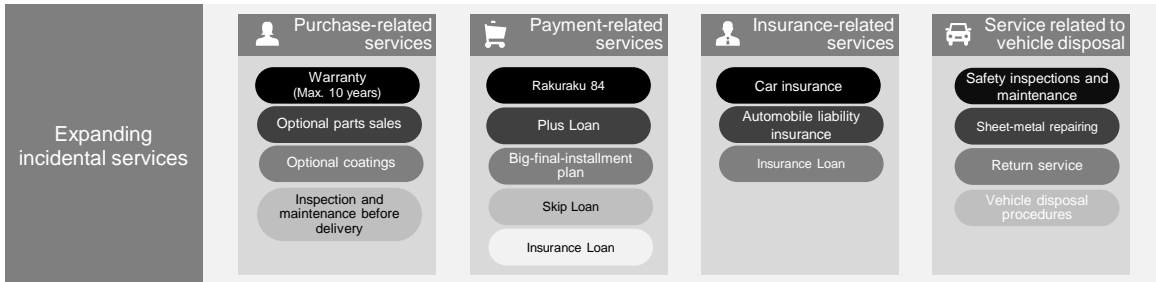 Expanding
incidental services
Purchase-related
services
Warranty
(Max. 10 years)
Optional parts sales
Optional coatings
Inspection and
maintenance before
delivery
Payment-related
services
Rakuraku 84
Plus Loan
Big-final-installment
plan
Skip Loan
Insurance Loan
Insurance-related
services
Car insurance
Automobile liability
insurance
Insurance Loan
Service related to
vehicle disposal
Safety inspections and
maintenance
Sheet-metal repairing
Return service
Vehicle disposal
procedures